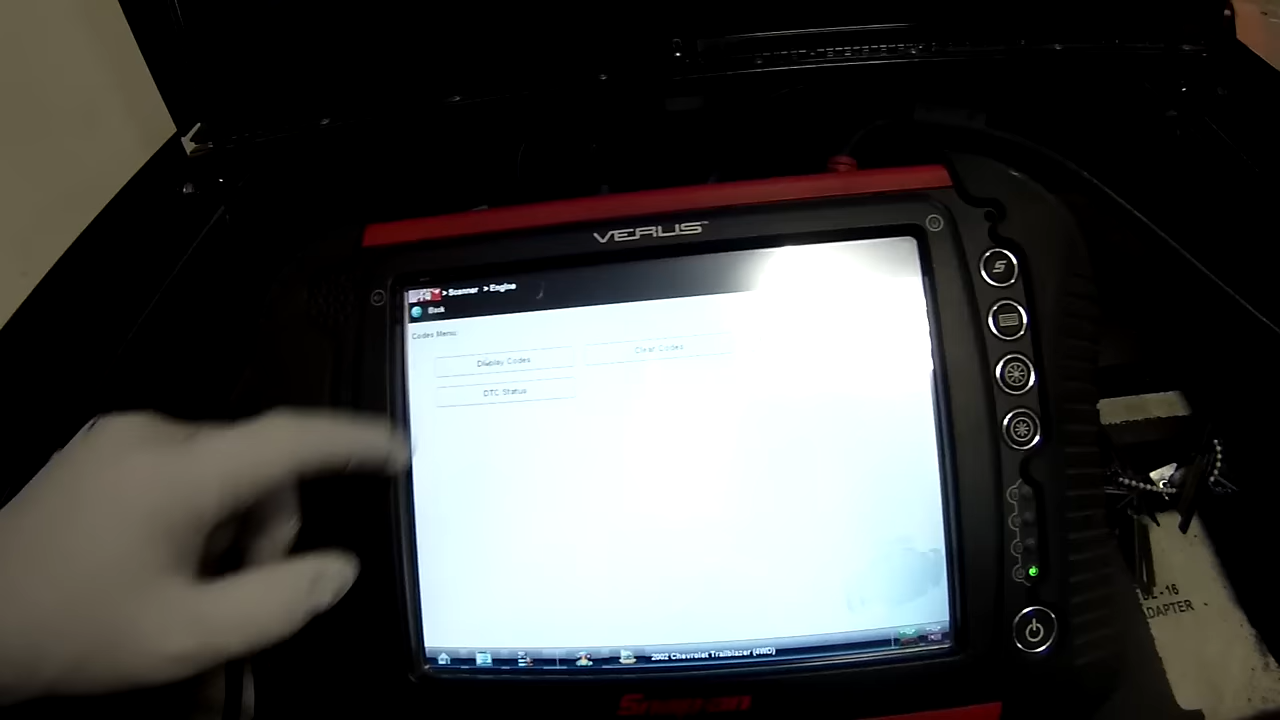 VERUS
> Scanner > Engine
Back
Codes Menu:
Display Codes
Clear Codes
DTC Status
2002 Chevrolet Trailblazer (4WD)
Snap-on
-16
ADAPTER